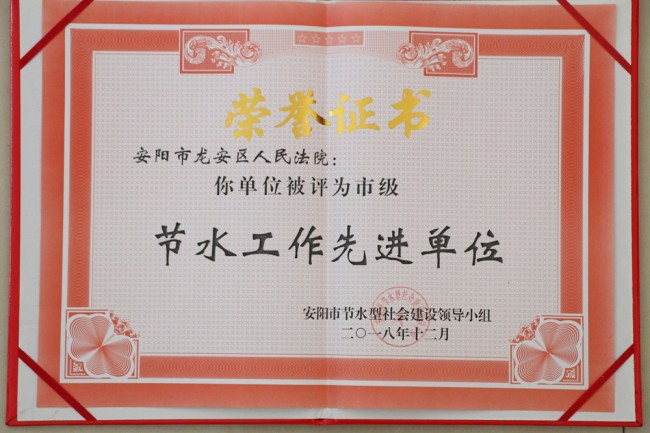 荣誉证书
安阳市龙安区人民法院：
你单位被评为市级
节水工作先进单位
安阳市节水型社会建设领导小组
二〇一八年十二月